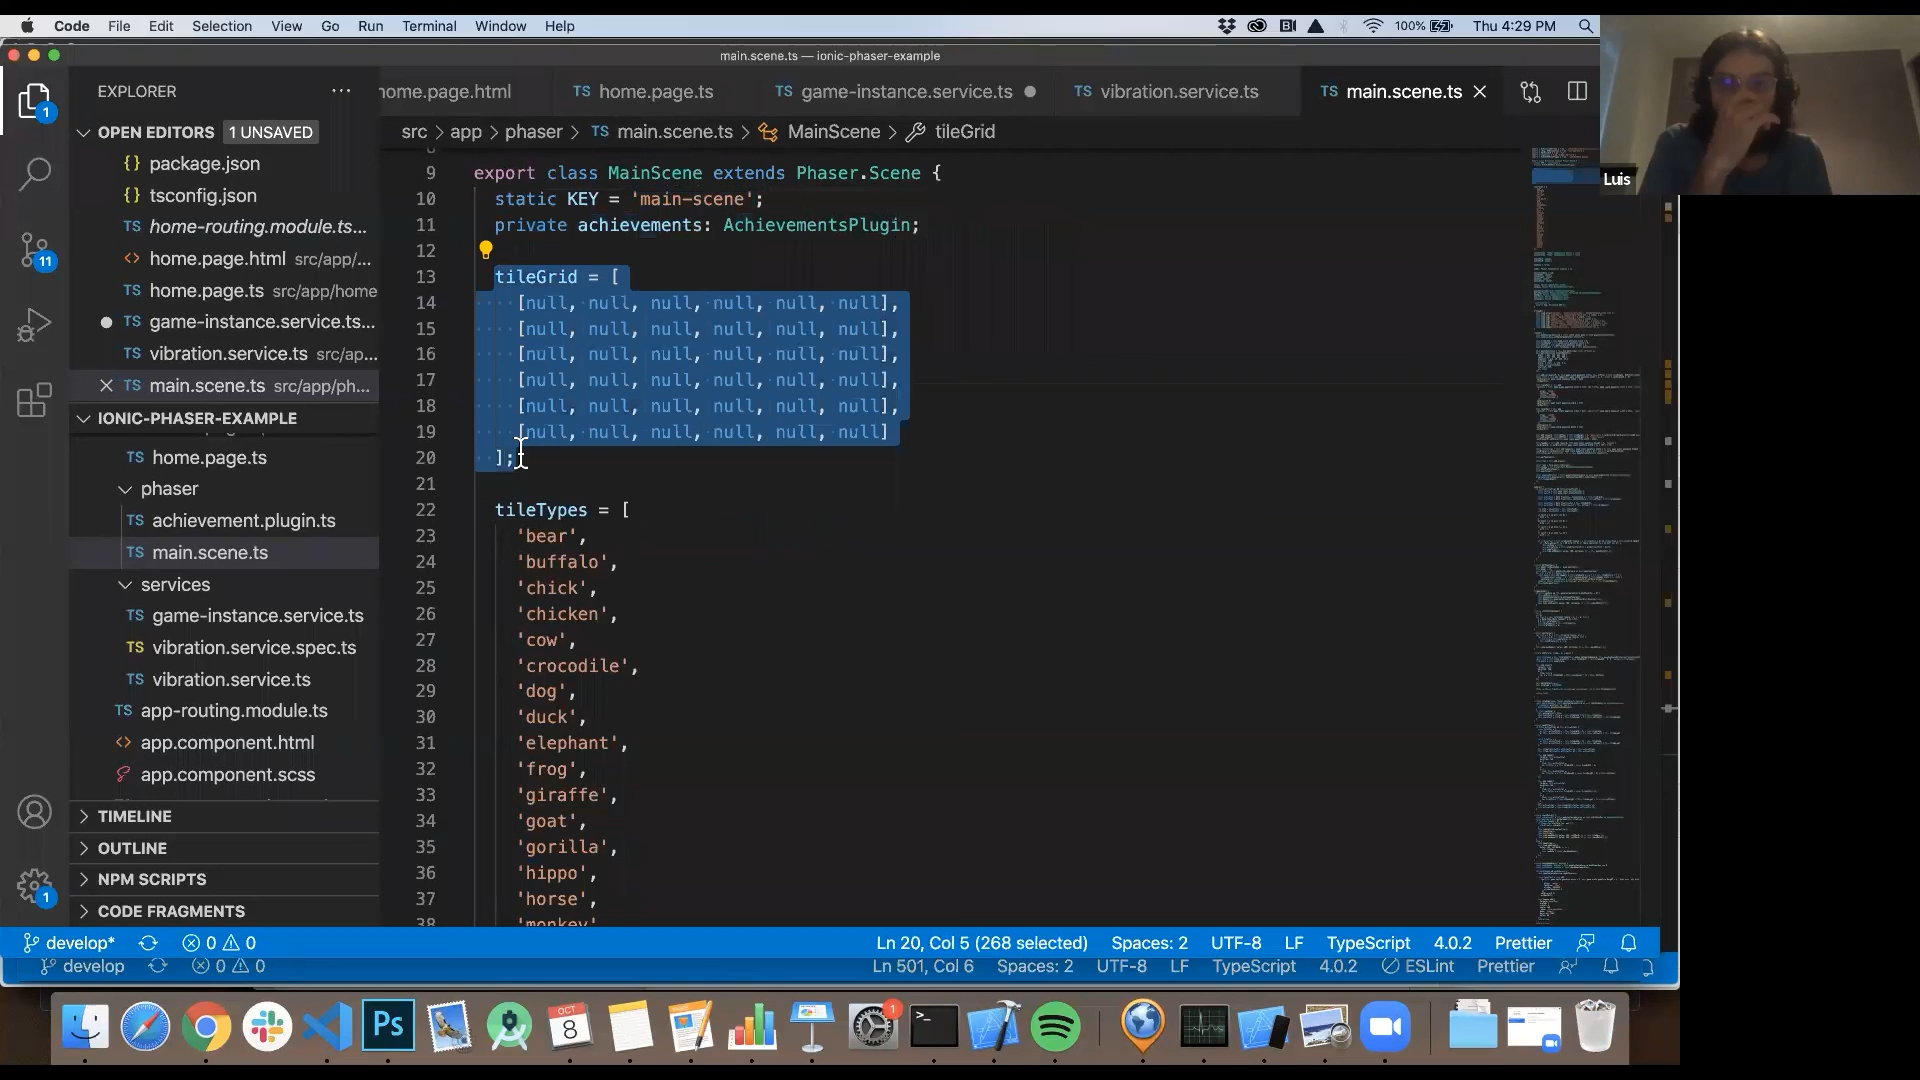 Code File Edit Selection View Go Run Terminal Window Help
100% Thu 4:29 PM
main.scene.ts — ionic-phaser-example
EXPLORER
home.page.html
TS home.page.ts
TS game-instance.service.ts
TS vibration.service.ts
TS main.scene.ts
OPEN EDITORS 1 UNSAVED
{} package.json
{} tsconfig.json
TS home-routing.module.ts...
<> home.page.html src/app/...
TS home.page.ts src/app/home
TS game-instance.service.ts...
TS vibration.service.ts src/ap...
TS main.scene.ts src/app/ph...
IONIC-PHASER-EXAMPLE
TS home.page.ts
phaser
TS achievement.plugin.ts
TS main.scene.ts
services
TS game-instance.service.ts
TS vibration.service.spec.ts
TS vibration.service.ts
TS app-routing.module.ts
<> app.component.html
app.component.scss
TIMELINE
OUTLINE
NPM SCRIPTS
CODE FRAGMENTS
1
11
1
src > app > phaser > TS main.scene.ts > MainScene > tileGrid
9 export class MainScene extends Phaser.Scene {
10 static KEY = 'main-scene';
11 private achievements: AchievementsPlugin;
12
13 tileGrid = [
14 [null, null, null, null, null, null],
15 [null, null, null, null, null, null],
16 [null, null, null, null, null, null],
17 [null, null, null, null, null, null],
18 [null, null, null, null, null, null],
19 [null, null, null, null, null, null]
20 ];
21
22 tileTypes = [
23 'bear',
24 'buffalo',
25 'chick',
26 'chicken',
27 'cow',
28 'crocodile',
29 'dog',
30 'duck',
31 'elephant',
32 'frog',
33 'giraffe',
34 'goat',
35 'gorilla',
36 'hippo',
37 'horse',
38 'monkey'
Luis
develop* 0 0 Ln 20, Col 5 (268 selected) Spaces: 2 UTF-8 LF TypeScript 4.0.2 Prettier
develop 0 0 Ln 501, Col 6 Spaces: 2 UTF-8 LF TypeScript 4.0.2 ESLint Prettier
Ps
OCT
8
1